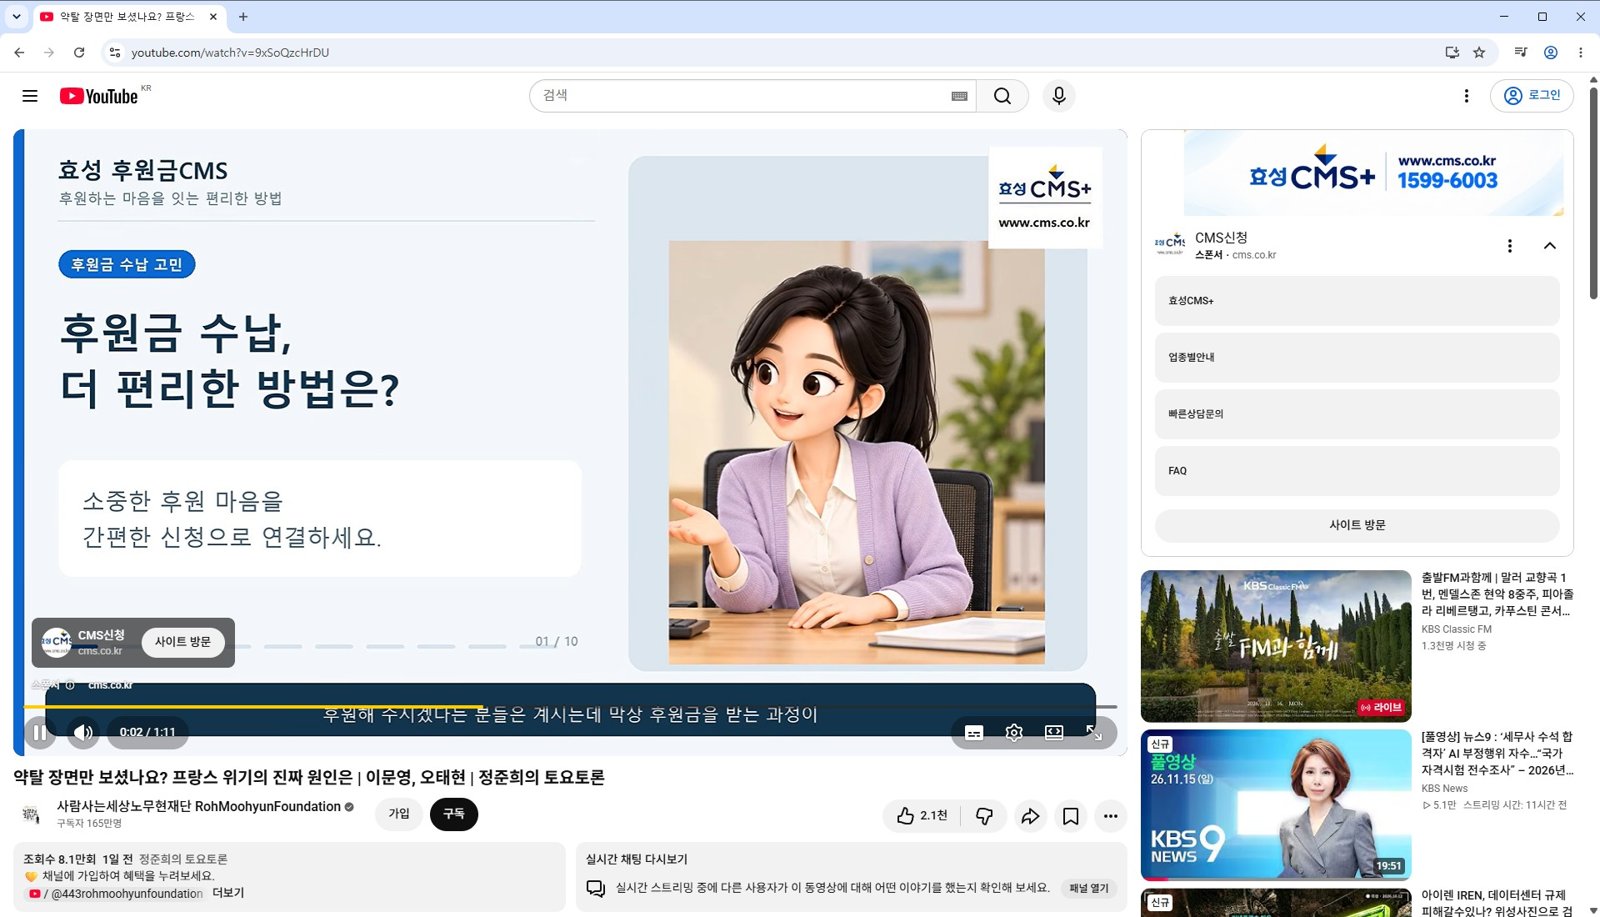 약탈 장면만 보셨나요? 프랑스
youtube.com/watch?v=9xSoQzcHrDU
YouTube KR
검색
로그인
효성 후원금CMS
후원하는 마음을 잇는 편리한 방법
효성 CMS+
www.cms.co.kr
후원금 수납 고민
후원금 수납,
더 편리한 방법은?
소중한 후원 마음을
간편한 신청으로 연결하세요.
CMS신청
cms.co.kr
사이트 방문
01 / 10
스폰서
cms.co.kr
후원해 주시겠다는 분들은 계시는데 막상 후원금을 받는 과정이
0:02 / 1:11
약탈 장면만 보셨나요? 프랑스 위기의 진짜 원인은 | 이문영, 오태현 | 정준희의 토요토론
사람사는세상노무현재단 RohMoohyunFoundation
구독자 165만명
가입
구독
2.1천
조회수 8.1만회 1일 전 정준희의 토요토론
🧡 채널에 가입하여 혜택을 누려보세요.
/ @443rohmoohyunfoundation 더보기
실시간 채팅 다시보기
실시간 스트리밍 중에 다른 사용자가 이 동영상에 대해 어떤 이야기를 했는지 확인해 보세요.
패널 열기
효성 CMS+
www.cms.co.kr
1599-6003
효성 CMS
CMS신청
스폰서 · cms.co.kr
효성CMS+
업종별안내
빠른상담문의
FAQ
사이트 방문
KBS Classic FM
출발 FM과 함께
라이브
출발FM과함께 | 말러 교향곡 1
번, 멘델스존 현악 8중주, 피아졸
라 리베르탱고, 카푸스틴 콘서...
KBS Classic FM
1.3천명 시청 중
신규
풀영상
26.11.15(일)
KBS 9
NEWS
19:51
[풀영상] 뉴스9 : ‘세무사 수석 합
격자’ AI 부정행위 자수…“국가
자격시험 전수조사” – 2026년...
KBS News
5.1만 스트리밍 시간: 11시간 전
신규
아이렌 IREN, 데이터센터 규제
피해갈수있나? 위성사진으로 검